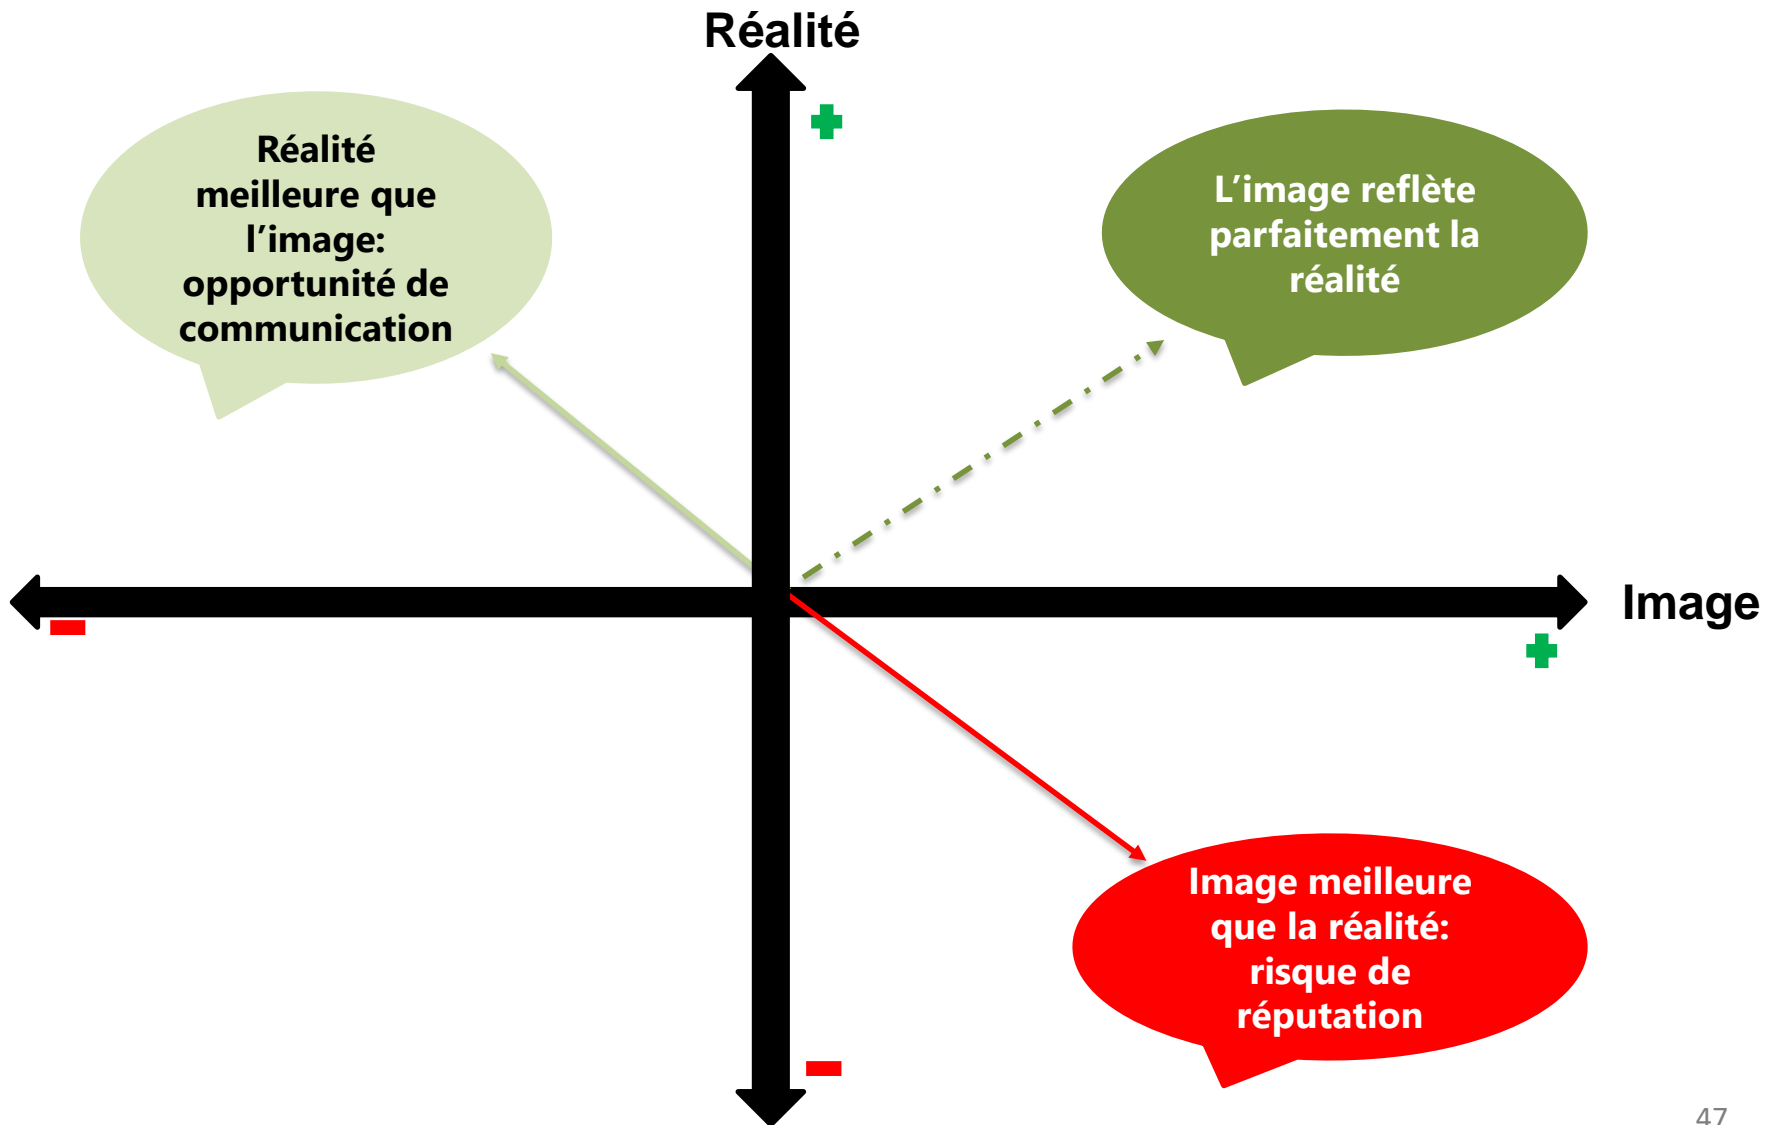 Réalité
Réalité
meilleure que
l’image:
opportunité de
communication
L’image reflète
parfaitement la
réalité
Image
Image meilleure
que la réalité:
risque de
réputation
47